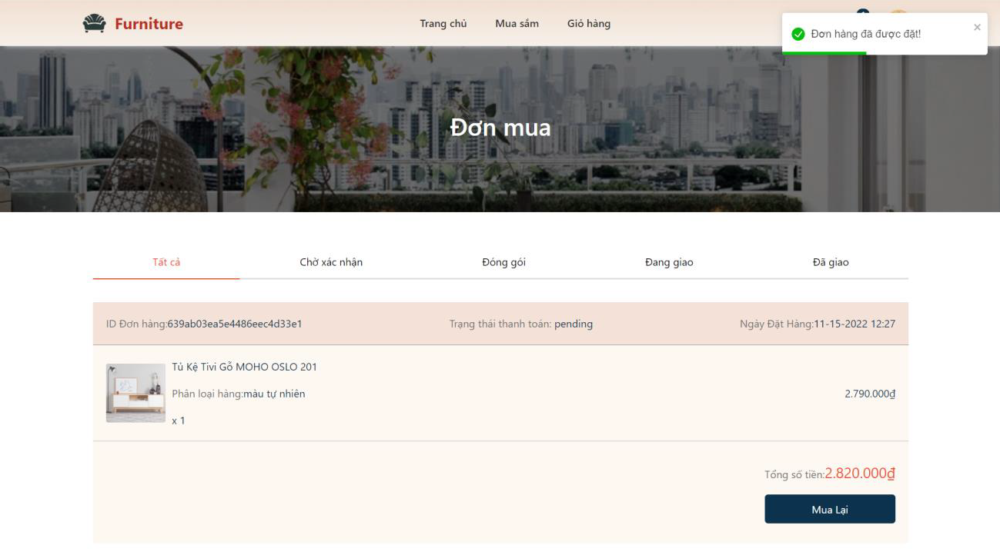 Furniture
Trang chủ
Mua sắm
Giỏ hàng
Đơn hàng đã được đặt!
Đơn mua
Tất cả
Chờ xác nhận
Đóng gói
Đang giao
Đã giao
ID Đơn hàng:639ab03ea5e4486eec4d33e1
Trạng thái thanh toán: pending
Ngày Đặt Hàng:11-15-2022 12:27
Tủ Kệ Tivi Gỗ MOHO OSLO 201
Phân loại hàng:màu tự nhiên
2.790.000₫
x 1
Tổng số tiền:2.820.000₫
Mua Lại